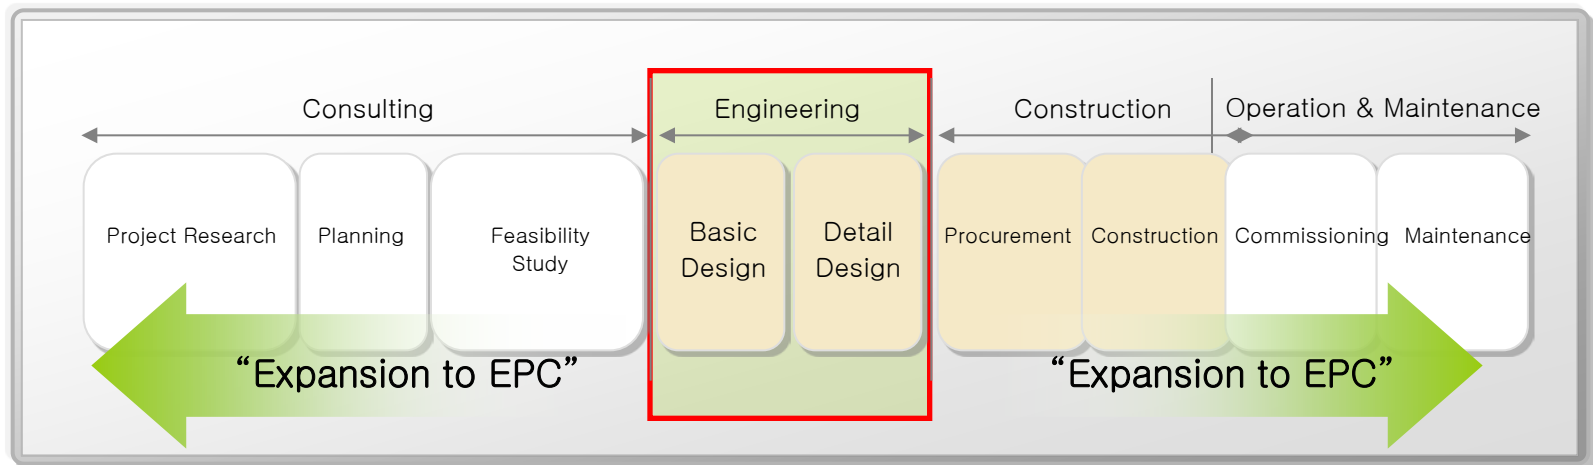 Consulting
Engineering
Construction
Operation & Maintenance
Project Research
Planning
Feasibility
Study
Basic
Design
Detail
Design
Procurement
Construction
Commissioning
Maintenance
“Expansion to EPC”
“Expansion to EPC”